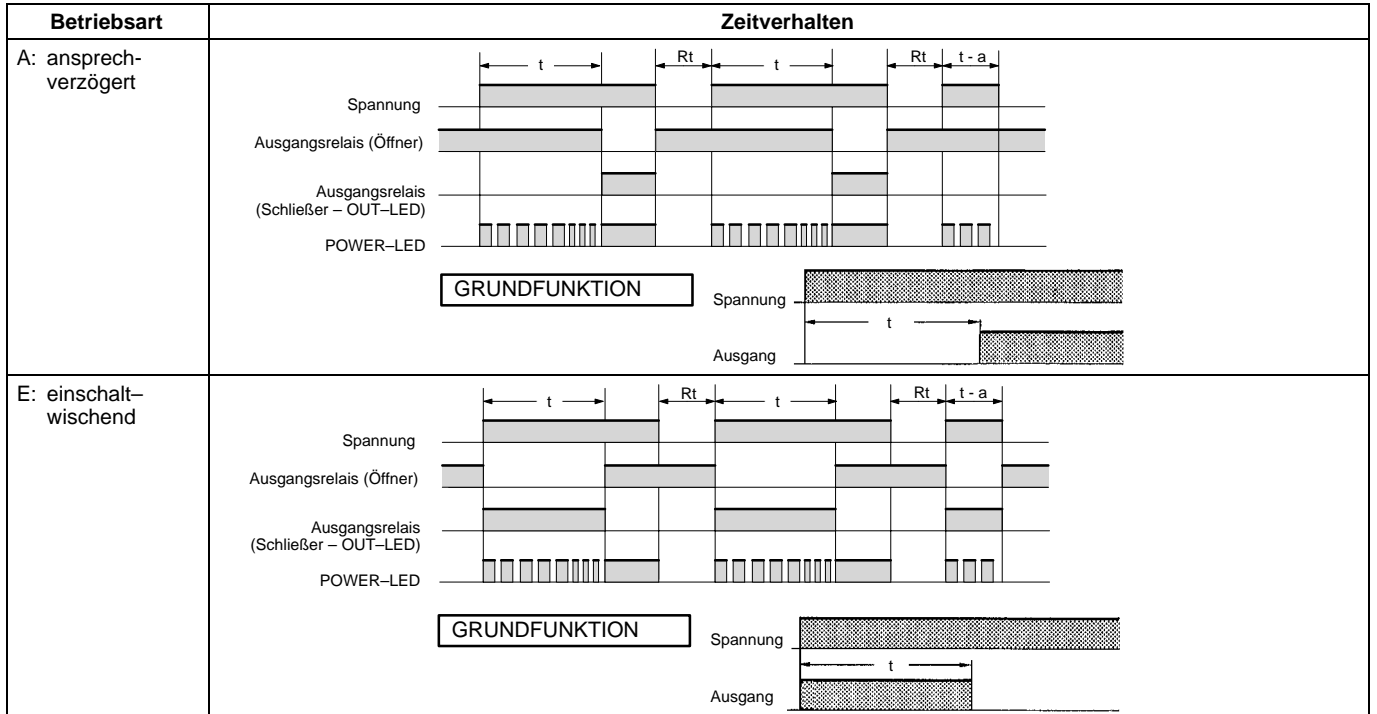 Betriebsart
Zeitverhalten
A: ansprech-
verzögert
t
Rt
t
Rt
t - a
Spannung
Ausgangsrelais (Öffner)
Ausgangsrelais
(Schließer – OUT–LED)
POWER–LED
GRUNDFUNKTION
Spannung
t
Ausgang
E: einschalt–
wischend
t
Rt
t
Rt
t - a
Spannung
Ausgangsrelais (Öffner)
Ausgangsrelais
(Schließer – OUT–LED)
POWER–LED
GRUNDFUNKTION
Spannung
t
Ausgang